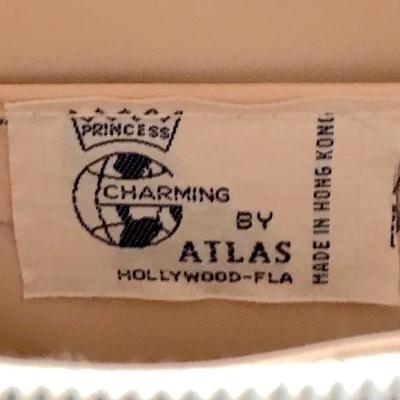 PRINCESS
CHARMING
BY
ATLAS
HOLLYWOOD-FLA
MADE IN HONG KONG